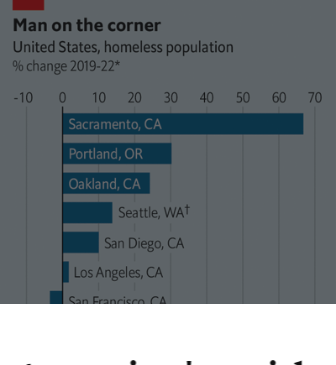 Man on the corner
United States, homeless population
% change 2019-22*
-10 0 10 20 30 40 50 60 70
Sacramento, CA
Portland, OR
Oakland, CA
Seattle, WA†
San Diego, CA
Los Angeles, CA
San Francisco, CA